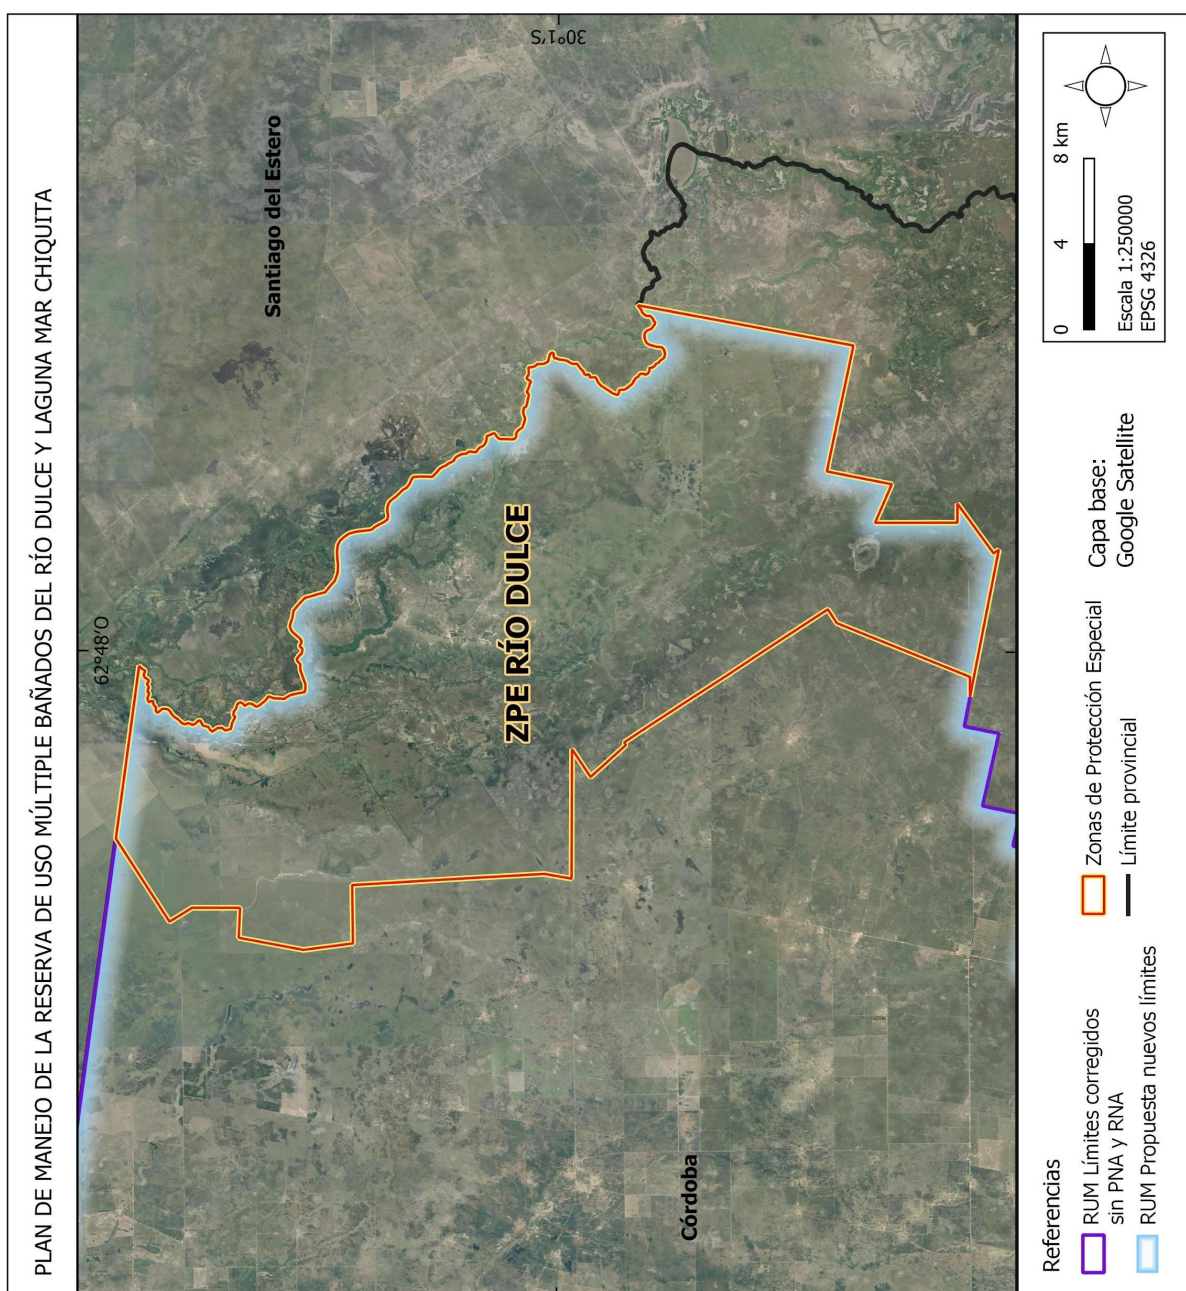 PLAN DE MANEJO DE LA RESERVA DE USO MÚLTIPLE BAÑADOS DEL RÍO DULCE Y LAGUNA MAR CHIQUITA
62°48'O
Santiago del Estero
30°1'S
ZPE RÍO DULCE
Córdoba
Referencias
RUM Límites corregidos
sin PNA y RNA
RUM Propuesta nuevos límites
Zonas de Protección Especial
Límite provincial
Capa base:
Google Satellite
0 4 8 km
Escala 1:250000
EPSG 4326